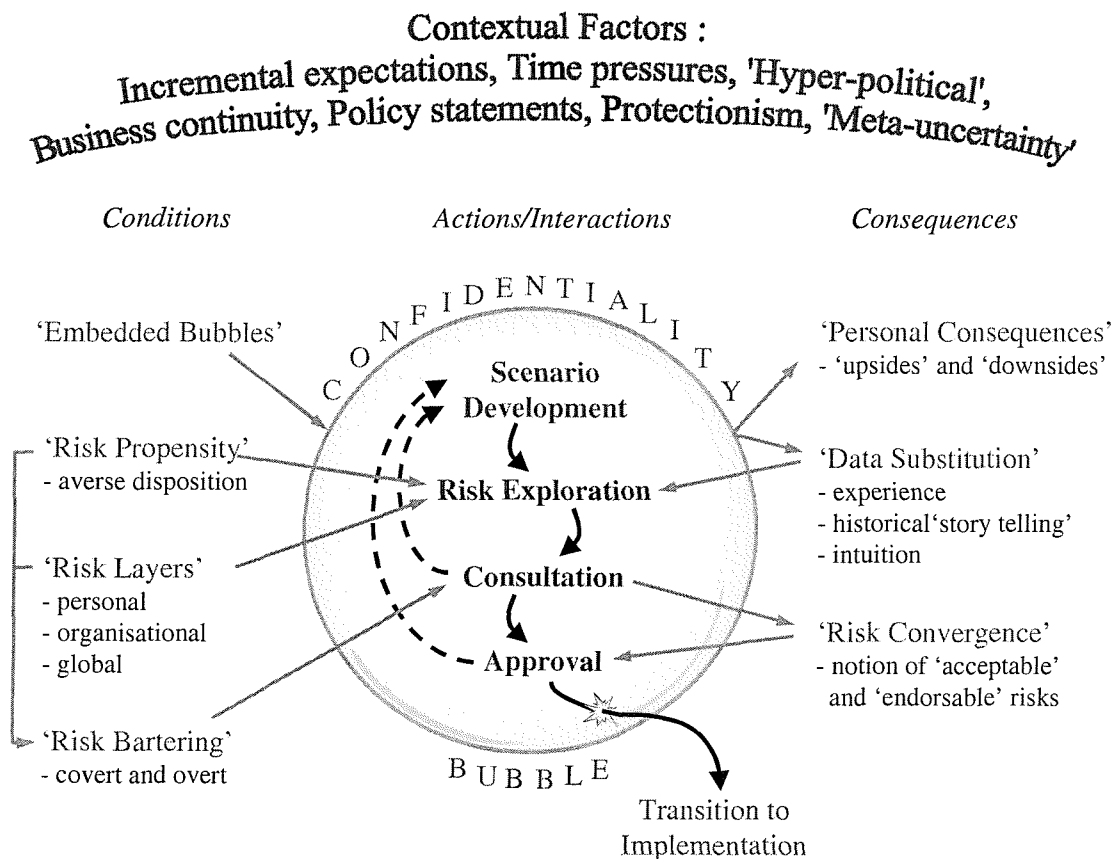 Contextual Factors :
Incremental expectations, Time pressures, 'Hyper-political',
Business continuity, Policy statements, Protectionism, 'Meta-uncertainty'
Conditions
Actions/Interactions
Consequences
CONFIDENTIALITY
'Embedded Bubbles'
'Risk Propensity'
- averse disposition
'Risk Layers'
- personal
- organisational
- global
'Risk Bartering'
- covert and overt
Scenario
Development
Risk Exploration
Consultation
Approval
BUBBLE
Transition to
Implementation
'Personal Consequences'
- 'upsides' and 'downsides'
'Data Substitution'
- experience
- historical 'story telling'
- intuition
'Risk Convergence'
- notion of 'acceptable'
and 'endorsable' risks